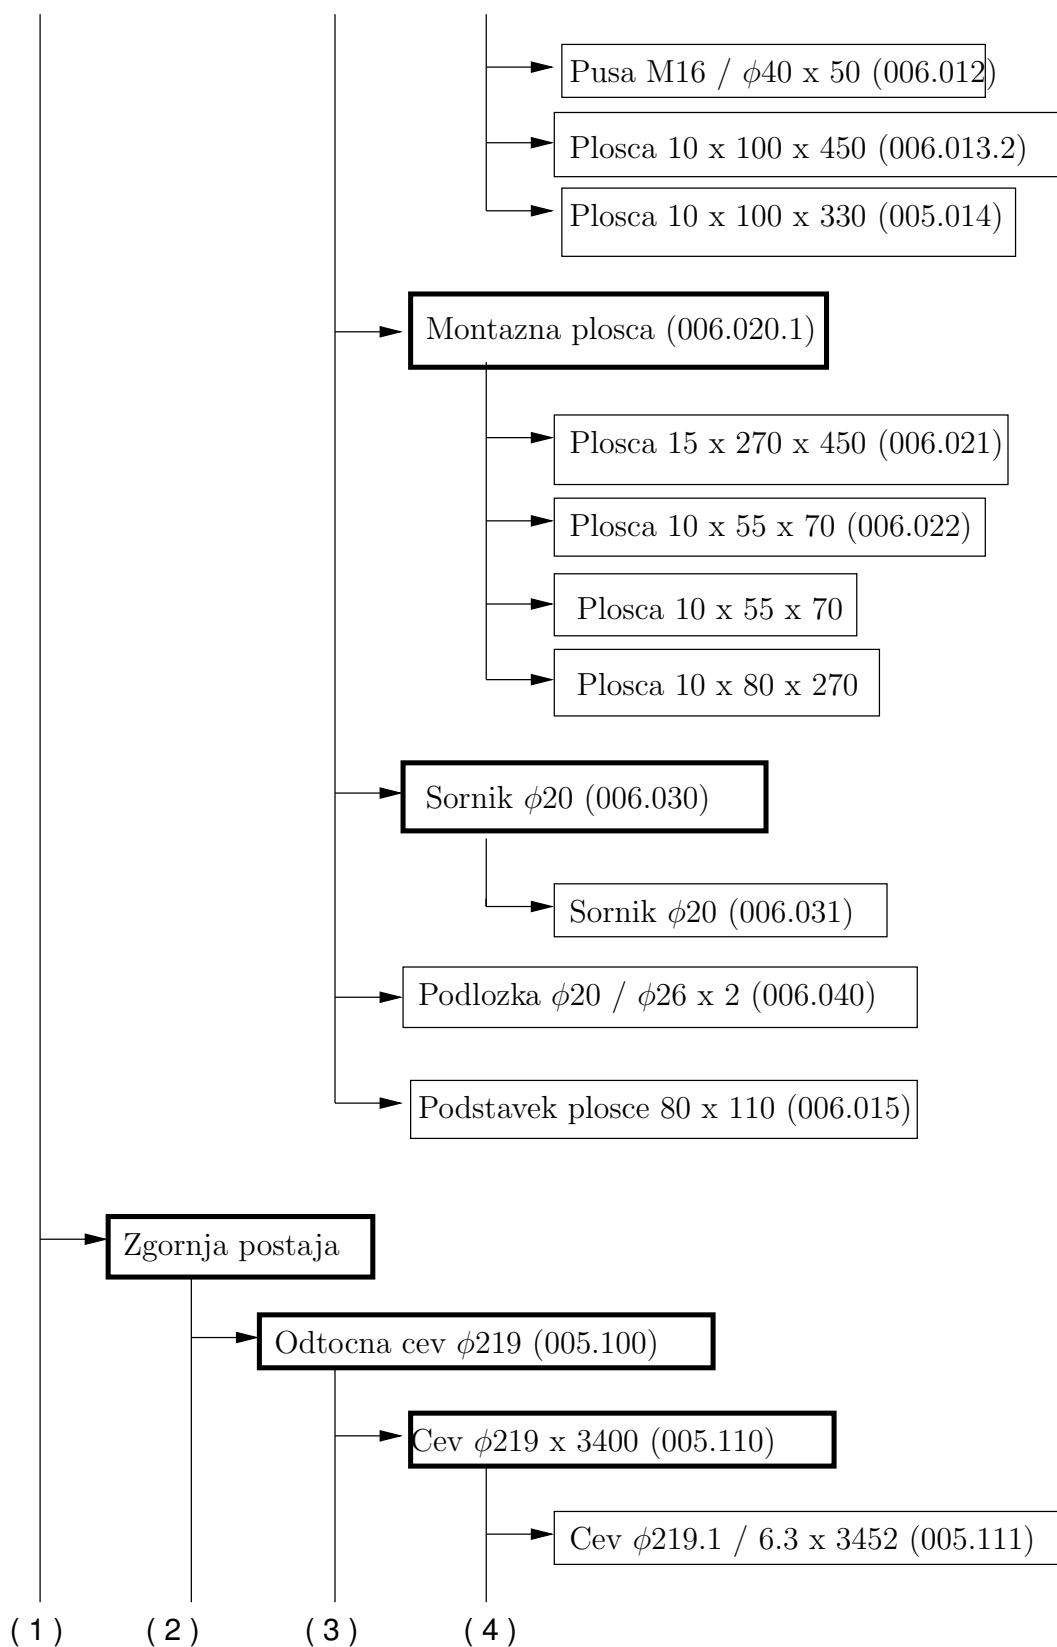 Pusa M16 / ϕ40 x 50 (006.012)
Plosca 10 x 100 x 450 (006.013.2)
Plosca 10 x 100 x 330 (005.014)
Montazna plosca (006.020.1)
Plosca 15 x 270 x 450 (006.021)
Plosca 10 x 55 x 70 (006.022)
Plosca 10 x 55 x 70
Plosca 10 x 80 x 270
Sornik ϕ20 (006.030)
Sornik ϕ20 (006.031)
Podlozka ϕ20 / ϕ26 x 2 (006.040)
Podstavek plosce 80 x 110 (006.015)
Zgornja postaja
Odtocna cev ϕ219 (005.100)
Cev ϕ219 x 3400 (005.110)
Cev ϕ219.1 / 6.3 x 3452 (005.111)
( 1 ) ( 2 ) ( 3 ) ( 4 )